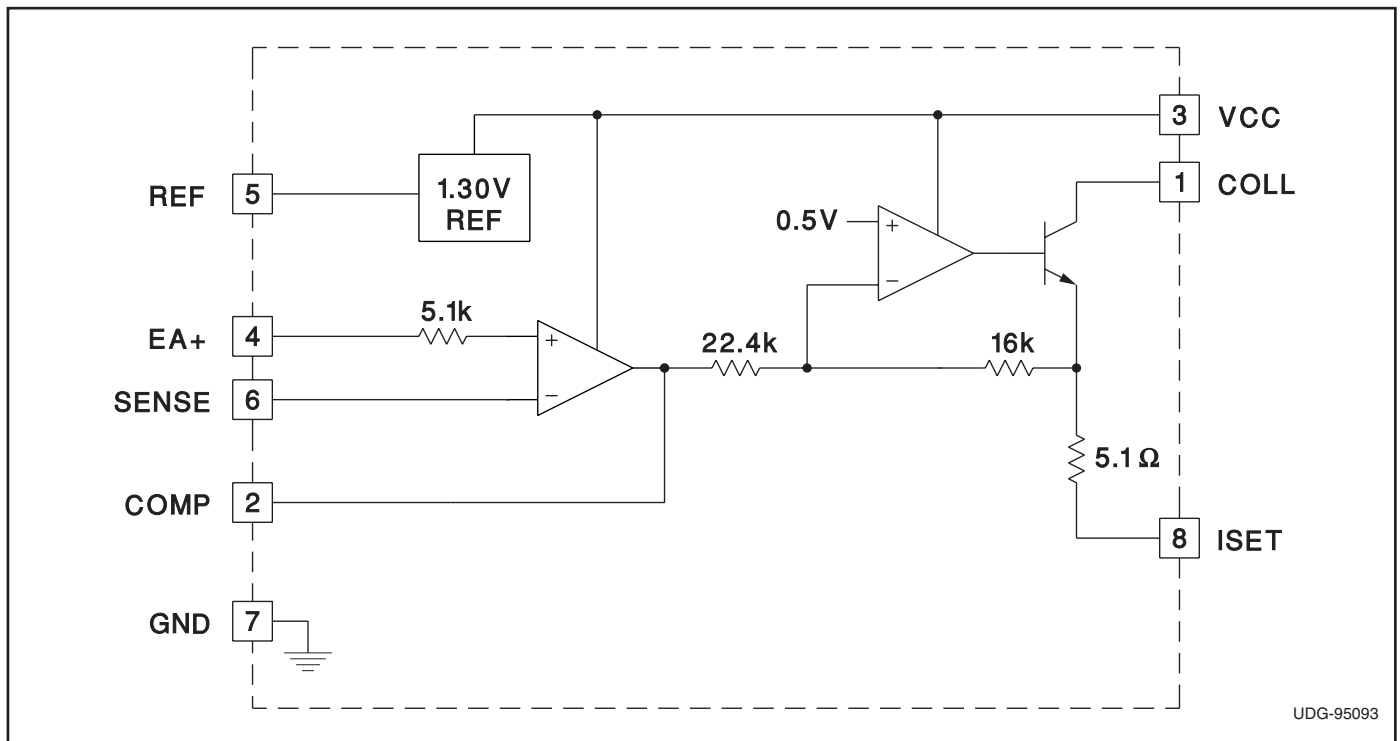 3 VCC
1 COLL
REF 5
1.30V
REF
0.5V
+
−
EA+ 4
5.1k
+
−
22.4k
16k
SENSE 6
5.1Ω
COMP 2
8 ISET
GND 7
UDG-95093